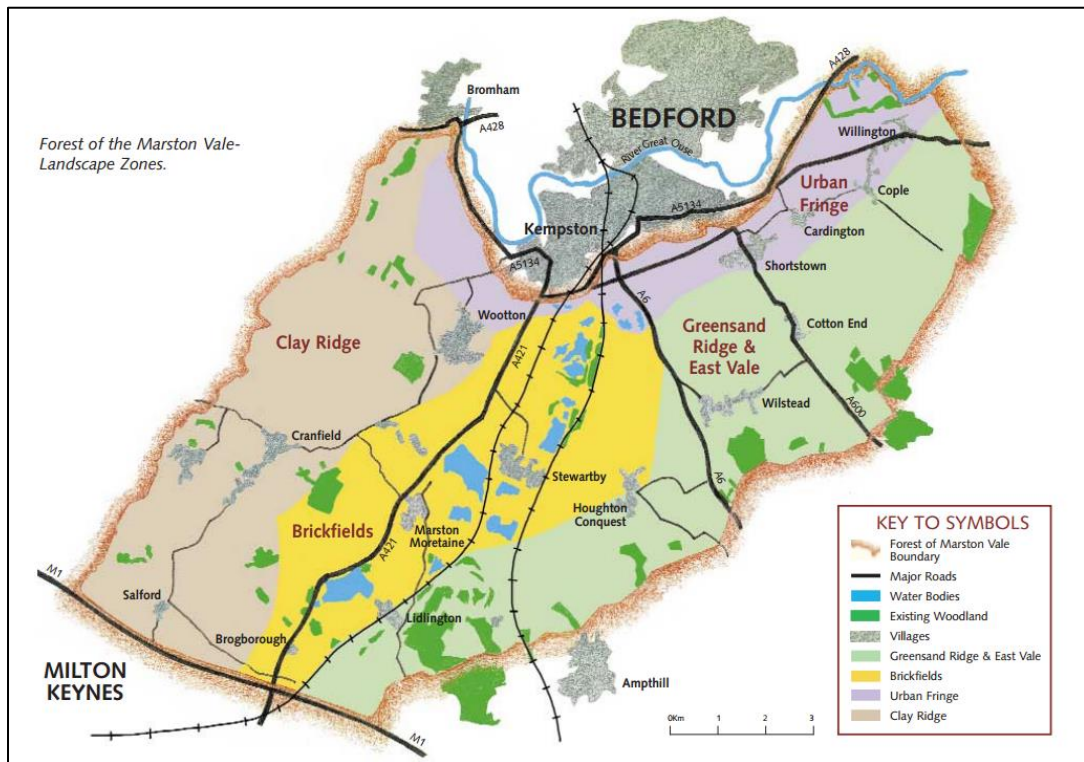 Forest of the Marston Vale-
Landscape Zones.
Bromham
A428
A428
BEDFORD
River Great Ouse
Willington
Urban
Fringe
Cople
A5134
Cardington
Kempston
Shortstown
A5134
A6
Wootton
Clay Ridge
A421
Greensand
Ridge &
East Vale
Cotton End
Wilstead
A600
Cranfield
Stewartby
A6
Houghton
Conquest
Brickfields
Marston
Moretaine
A421
M1
Salford
Lidlington
Brogborough
MILTON
KEYNES
Ampthill
M1
0Km 1 2 3
KEY TO SYMBOLS
Forest of Marston Vale
Boundary
Major Roads
Water Bodies
Existing Woodland
Villages
Greensand Ridge & East Vale
Brickfields
Urban Fringe
Clay Ridge